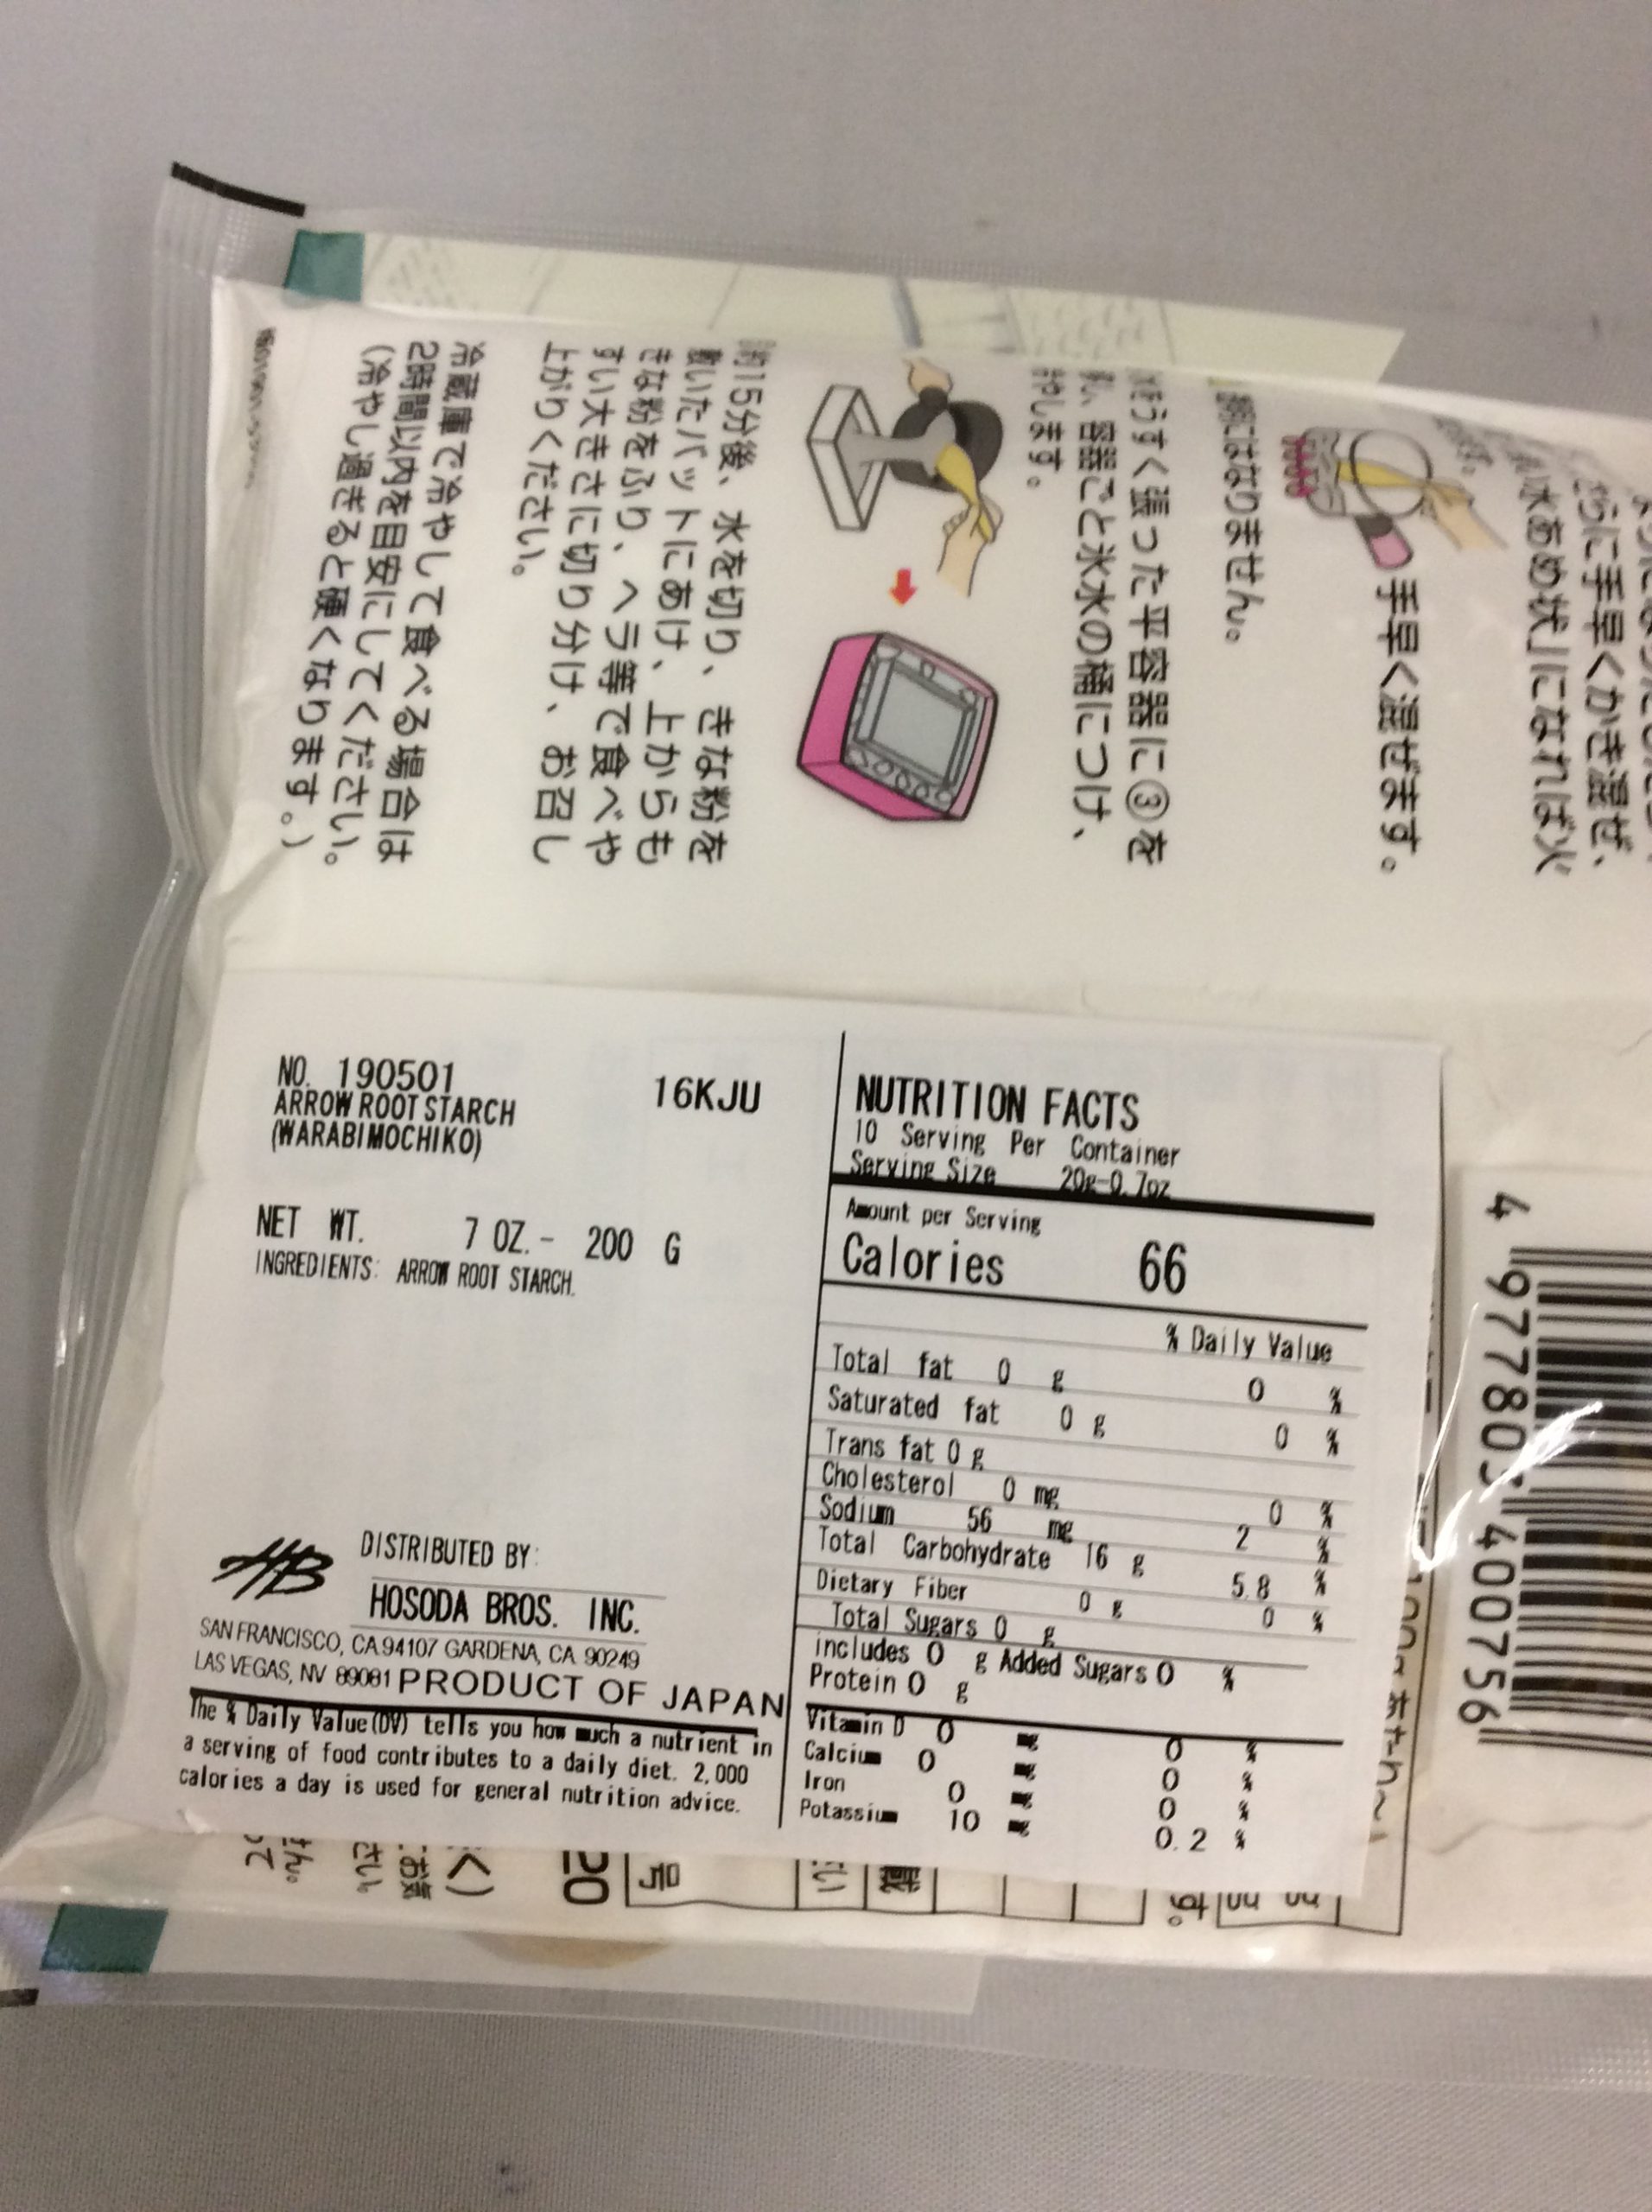 さらに手早くかき混ぜ、
「水あめ状」になれば火
手早く混ぜます。
にはなりません。
うすく張った平容器に③を
容器ごと氷水の桶につけ、
冷やします。
約15分後、水を切り、きな粉を
敷いたバットにあけ、上からも
きな粉をふり、ヘラ等で食べや
すい大きさに切り分け、お召し
上がりください。
冷蔵庫で冷やして食べる場合は
2時間以内を目安にしてください。
(冷やし過ぎると硬くなります。)
NO. 190501
16KJU
ARROW ROOT STARCH
(WARABIMOCHIKO)
NET WT. 7 OZ.- 200 G
INGREDIENTS: ARROW ROOT STARCH.
HB
DISTRIBUTED BY:
HOSODA BROS. INC.
SAN FRANCISCO, CA 94107 GARDENA, CA 90249
LAS VEGAS, NV 89081 PRODUCT OF JAPAN
The % Daily Value(DV) tells you how much a nutrient in
a serving of food contributes to a daily diet. 2,000
calories a day is used for general nutrition advice.
NUTRITION FACTS
10 Serving Per Container
Serving Size 20g-0.7oz
Amount per Serving
Calories 66
% Daily Value
Total fat 0 g 0 %
Saturated fat 0 g 0 %
Trans fat 0 g
Cholesterol 0 mg 0 %
Sodium 56 mg 2 %
Total Carbohydrate 16 g 5.8 %
Dietary Fiber 0 g 0 %
Total Sugars 0 g
includes 0 g Added Sugars 0 %
Protein 0 g
Vitamin D 0 mg 0 %
Calcium 0 mg 0 %
Iron 0 mg 0 %
Potassium 10 mg 0.2 %
4 977803 400756
20
号
す。